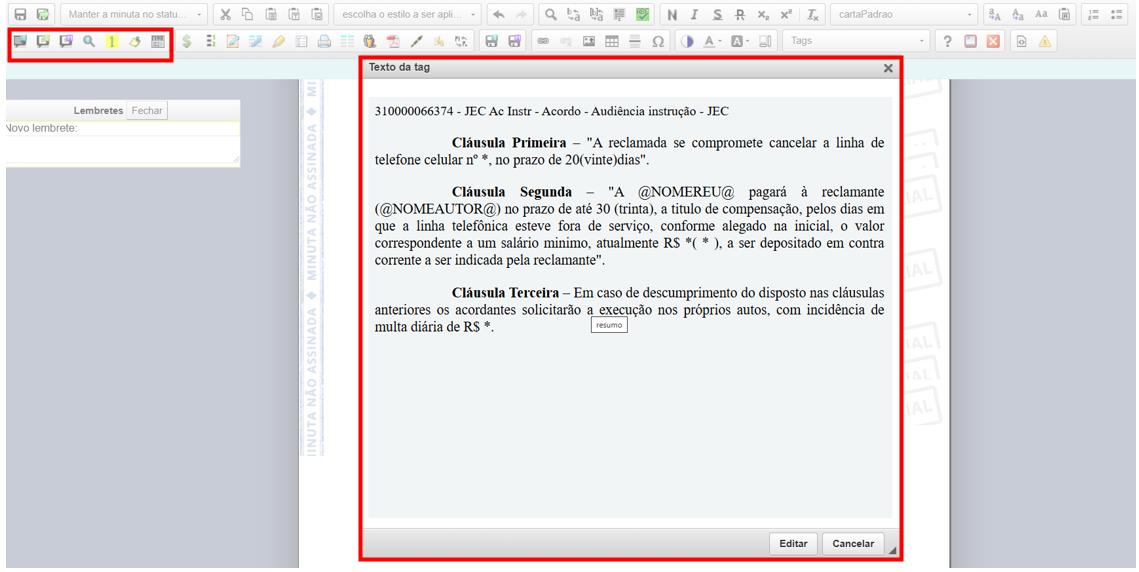 Manter a minuta no statu...
escolha o estilo a ser apli...
cartaPadrao
Tags
Texto da tag
Lembretes Fechar
Novo lembrete:
310000066374 - JEC Ac Instr - Acordo - Audiência instrução - JEC
Cláusula Primeira – "A reclamada se compromete cancelar a linha de
telefone celular nº *, no prazo de 20(vinte)dias".
Cláusula Segunda – "A @NOMEREU@ pagará à reclamante
(@NOMEAUTOR@) no prazo de até 30 (trinta), a titulo de compensação, pelos dias em
que a linha telefônica esteve fora de serviço, conforme alegado na inicial, o valor
correspondente a um salário minimo, atualmente R$ *( * ), a ser depositado em contra
corrente a ser indicada pela reclamante".
Cláusula Terceira – Em caso de descumprimento do disposto nas cláusulas
anteriores os acordantes solicitarão a execução nos próprios autos, com incidência de
multa diária de R$ *.
resumo
MINUTA NÃO ASSINADA
MINUTA NÃO ASSINADA
Editar Cancelar